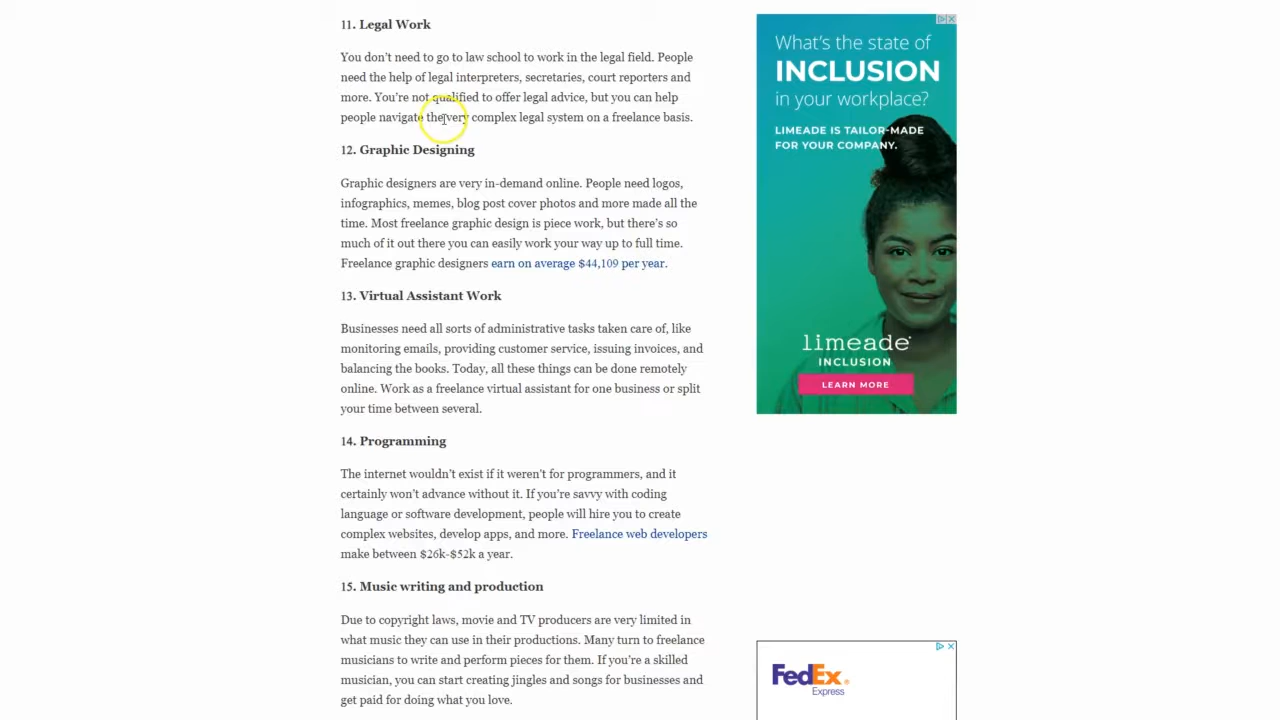 11. Legal Work
You don't need to go to law school to work in the legal field. People
need the help of legal interpreters, secretaries, court reporters and
more. You're not qualified to offer legal advice, but you can help
people navigate the very complex legal system on a freelance basis.
12. Graphic Designing
Graphic designers are very in-demand online. People need logos,
infographics, memes, blog post cover photos and more made all the
time. Most freelance graphic design is piece work, but there's so
much of it out there you can easily work your way up to full time.
Freelance graphic designers earn on average $44,109 per year.
13. Virtual Assistant Work
Businesses need all sorts of administrative tasks taken care of, like
monitoring emails, providing customer service, issuing invoices, and
balancing the books. Today, all these things can be done remotely
online. Work as a freelance virtual assistant for one business or split
your time between several.
14. Programming
The internet wouldn't exist if it weren't for programmers, and it
certainly won't advance without it. If you're savvy with coding
language or software development, people will hire you to create
complex websites, develop apps, and more. Freelance web developers
make between $26k-$52k a year.
15. Music writing and production
Due to copyright laws, movie and TV producers are very limited in
what music they can use in their productions. Many turn to freelance
musicians to write and perform pieces for them. If you're a skilled
musician, you can start creating jingles and songs for businesses and
get paid for doing what you love.
What's the state of
INCLUSION
in your workplace?
LIMEADE IS TAILOR-MADE
FOR YOUR COMPANY.
limeade
INCLUSION
LEARN MORE
FedEx
Express